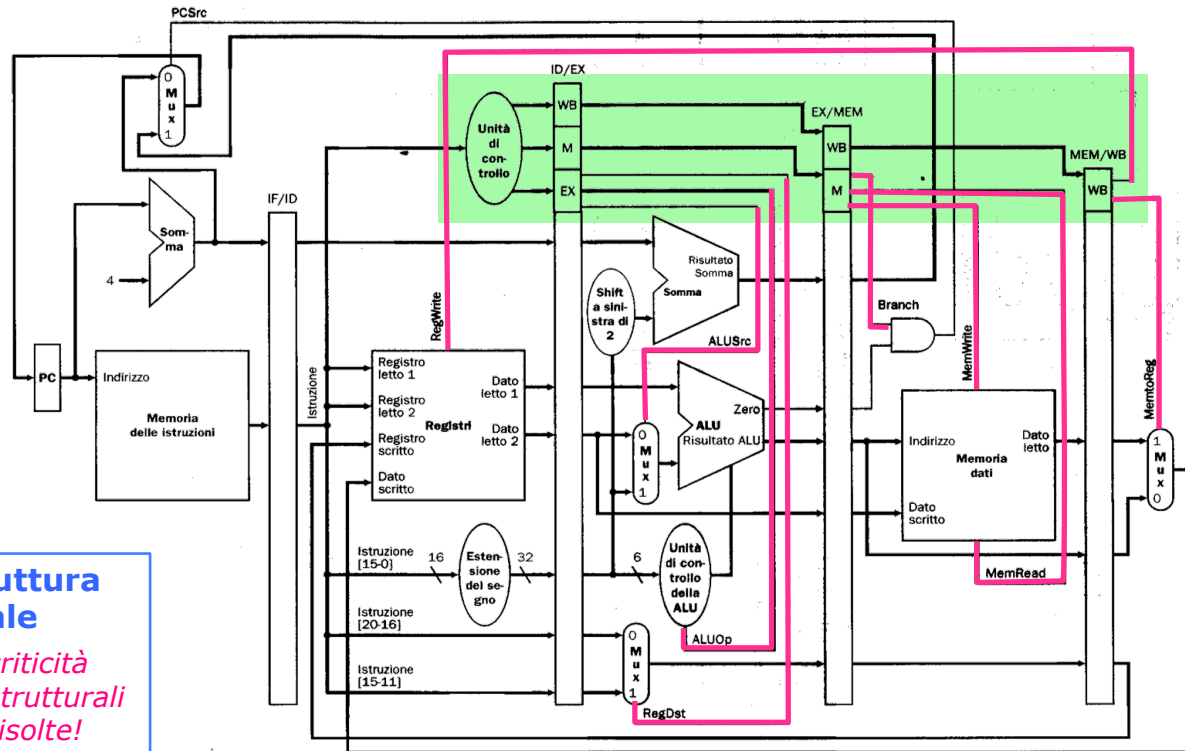 PCSrc
0
M
u
x
1
ID/EX
WB
M
EX
Unità
di
con-
trollo
EX/MEM
WB
M
MEM/WB
WB
IF/ID
Som-
ma
4
PC
Indirizzo
Memoria
delle istruzioni
Istruzione
RegWrite
Registro
letto 1
Registro
letto 2
Registro
scritto
Dato
scritto
Registri
Dato
letto 1
Dato
letto 2
Shift
a sini-
stra di
2
Risultato
Somma
Somma
ALUSrc
0
M
u
x
1
Zero
ALU
Risultato ALU
Branch
MemWrite
Indirizzo
Dato
letto
Memoria
dati
Dato
scritto
MemRead
MemtoReg
1
M
u
x
0
Istruzione
[15-0]
16
Esten-
sione
del se-
gno
32
6
Unità
di con-
trollo
della
ALU
ALUOp
Istruzione
[20-16]
Istruzione
[15-11]
0
M
u
x
1
RegDst
uttura
ale
riticità
trutturali
isolte!